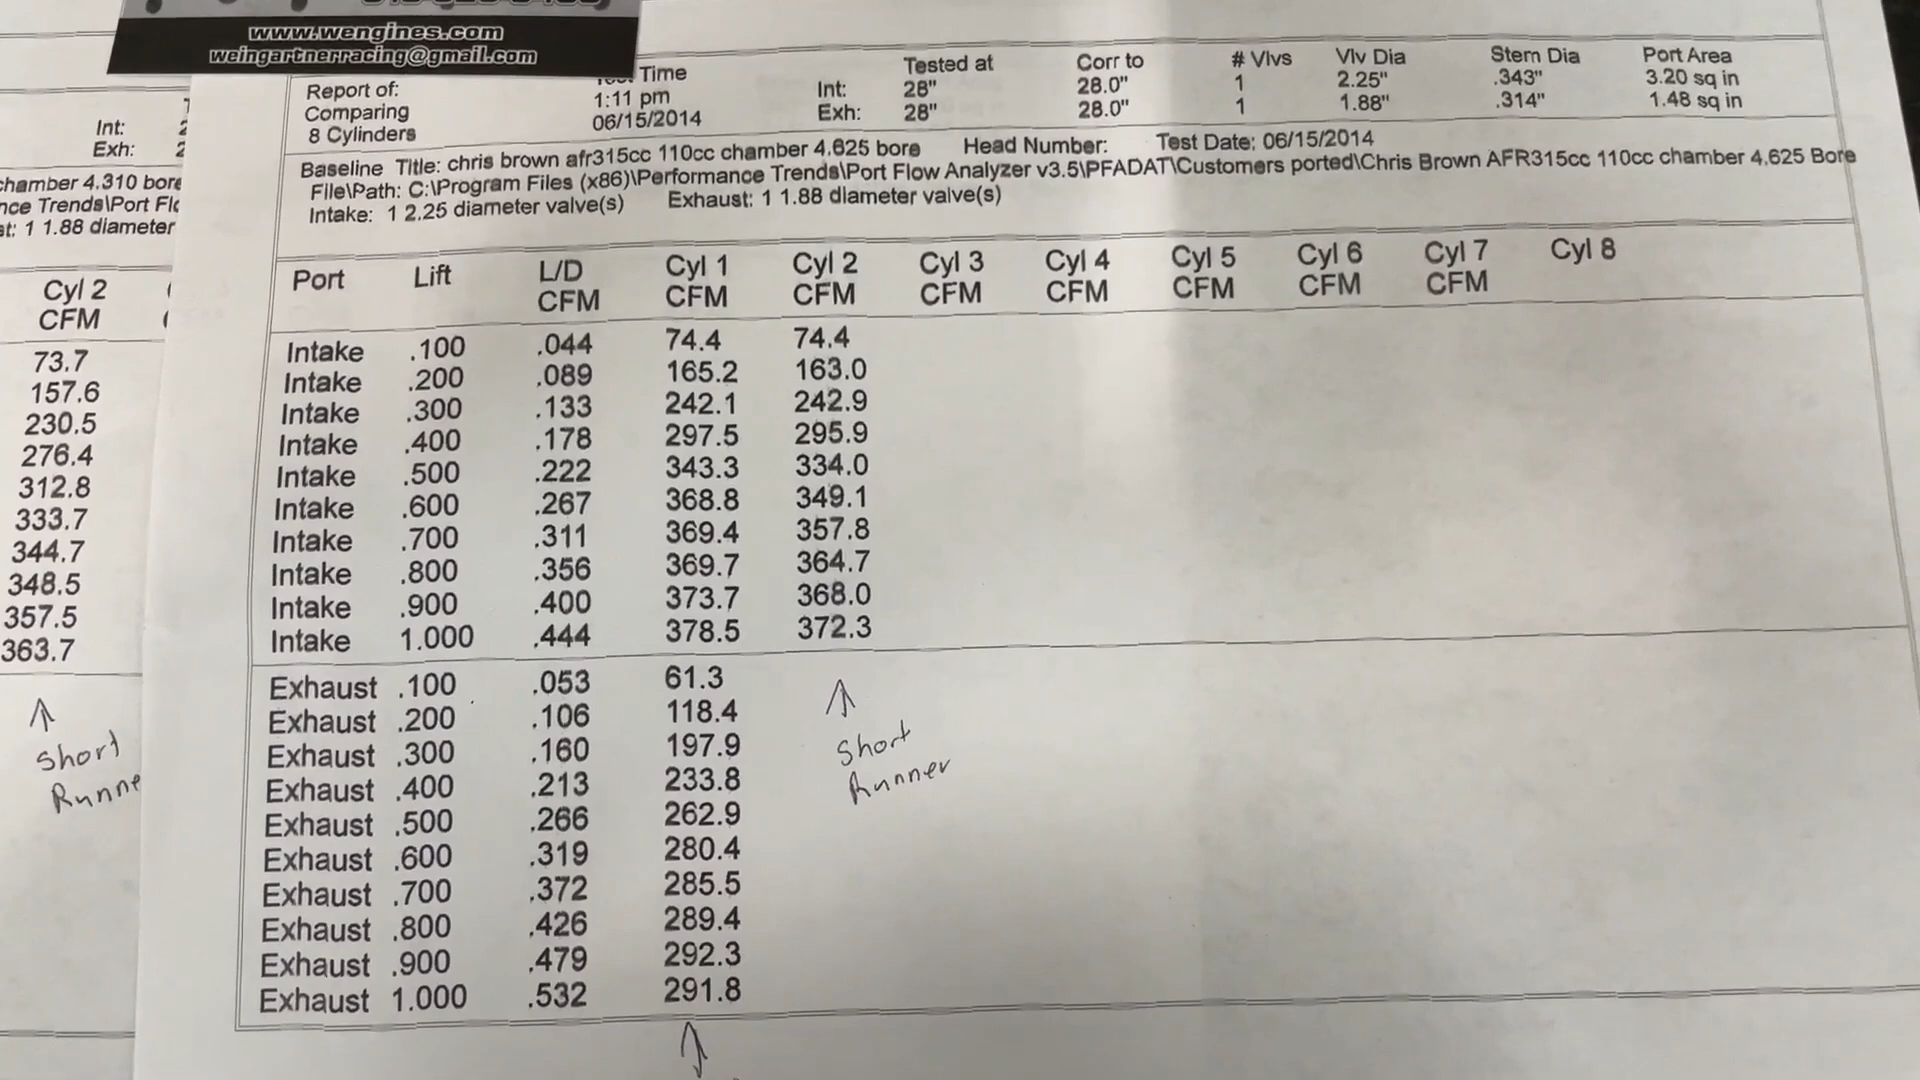 www.wengines.com
weingartnerracing@gmail.com
Int:
Exh:
chamber 4.310 bore
nce Trends\Port Flo
st: 1 1.88 diameter
Cyl 2
CFM
73.7
157.6
230.5
276.4
312.8
333.7
344.7
348.5
357.5
363.7
Short
Runne
Report of: Time Tested at Corr to # Vlvs Vlv Dia Stem Dia Port Area
Comparing 1:11 pm Int: 28" 28.0" 1 2.25" .343" 3.20 sq in
8 Cylinders 06/15/2014 Exh: 28" 28.0" 1 1.88" .314" 1.48 sq in
Baseline Title: chris brown afr315cc 110cc chamber 4.625 bore Head Number: Test Date: 06/15/2014
File\Path: C:\Program Files (x86)\Performance Trends\Port Flow Analyzer v3.5\PFADAT\Customers ported\Chris Brown AFR315cc 110cc chamber 4.625 Bore
Intake: 1 2.25 diameter valve(s) Exhaust: 1 1.88 diameter valve(s)
Port Lift L/D Cyl 1 Cyl 2 Cyl 3 Cyl 4 Cyl 5 Cyl 6 Cyl 7 Cyl 8
CFM CFM CFM CFM CFM CFM CFM CFM
Intake .100 .044 74.4 74.4
Intake .200 .089 165.2 163.0
Intake .300 .133 242.1 242.9
Intake .400 .178 297.5 295.9
Intake .500 .222 343.3 334.0
Intake .600 .267 368.8 349.1
Intake .700 .311 369.4 357.8
Intake .800 .356 369.7 364.7
Intake .900 .400 373.7 368.0
Intake 1.000 .444 378.5 372.3
Exhaust .100 .053 61.3
Exhaust .200 .106 118.4
Exhaust .300 .160 197.9
Exhaust .400 .213 233.8
Exhaust .500 .266 262.9
Exhaust .600 .319 280.4
Exhaust .700 .372 285.5
Exhaust .800 .426 289.4
Exhaust .900 .479 292.3
Exhaust 1.000 .532 291.8
Short
Runner